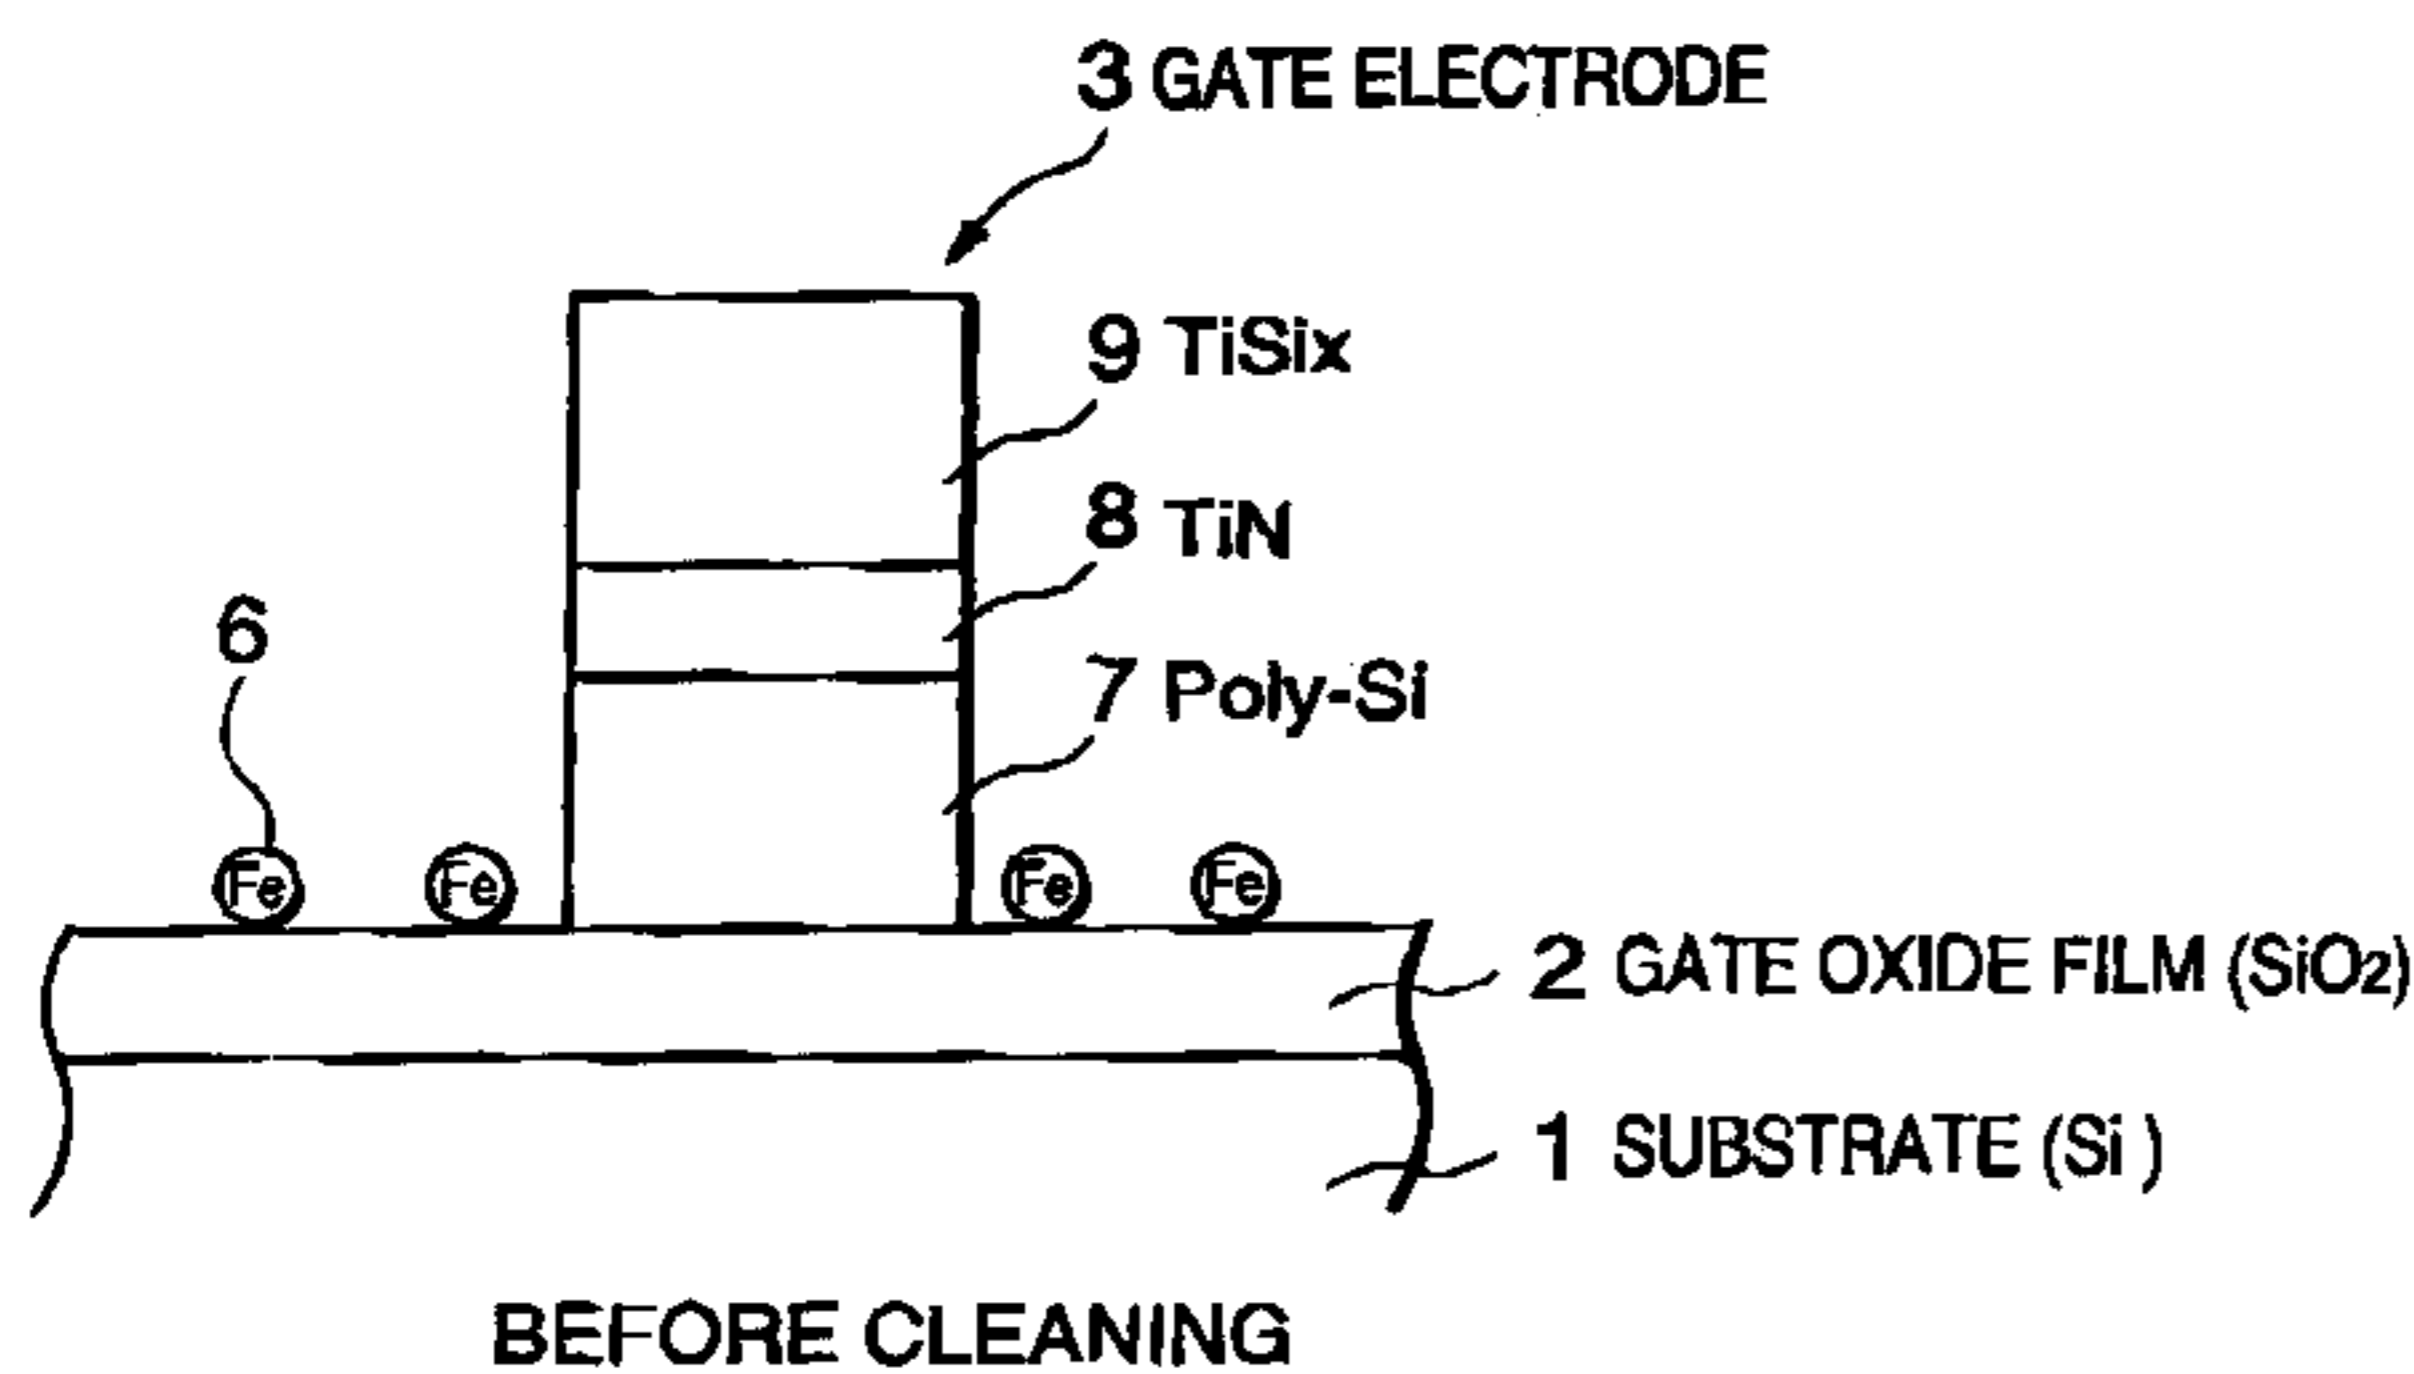 3 GATE ELECTRODE
9 TiSix
8 TiN
6
7 Poly-Si
Fe Fe Fe Fe
2 GATE OXIDE FILM (SiO2)
1 SUBSTRATE (Si)
BEFORE CLEANING